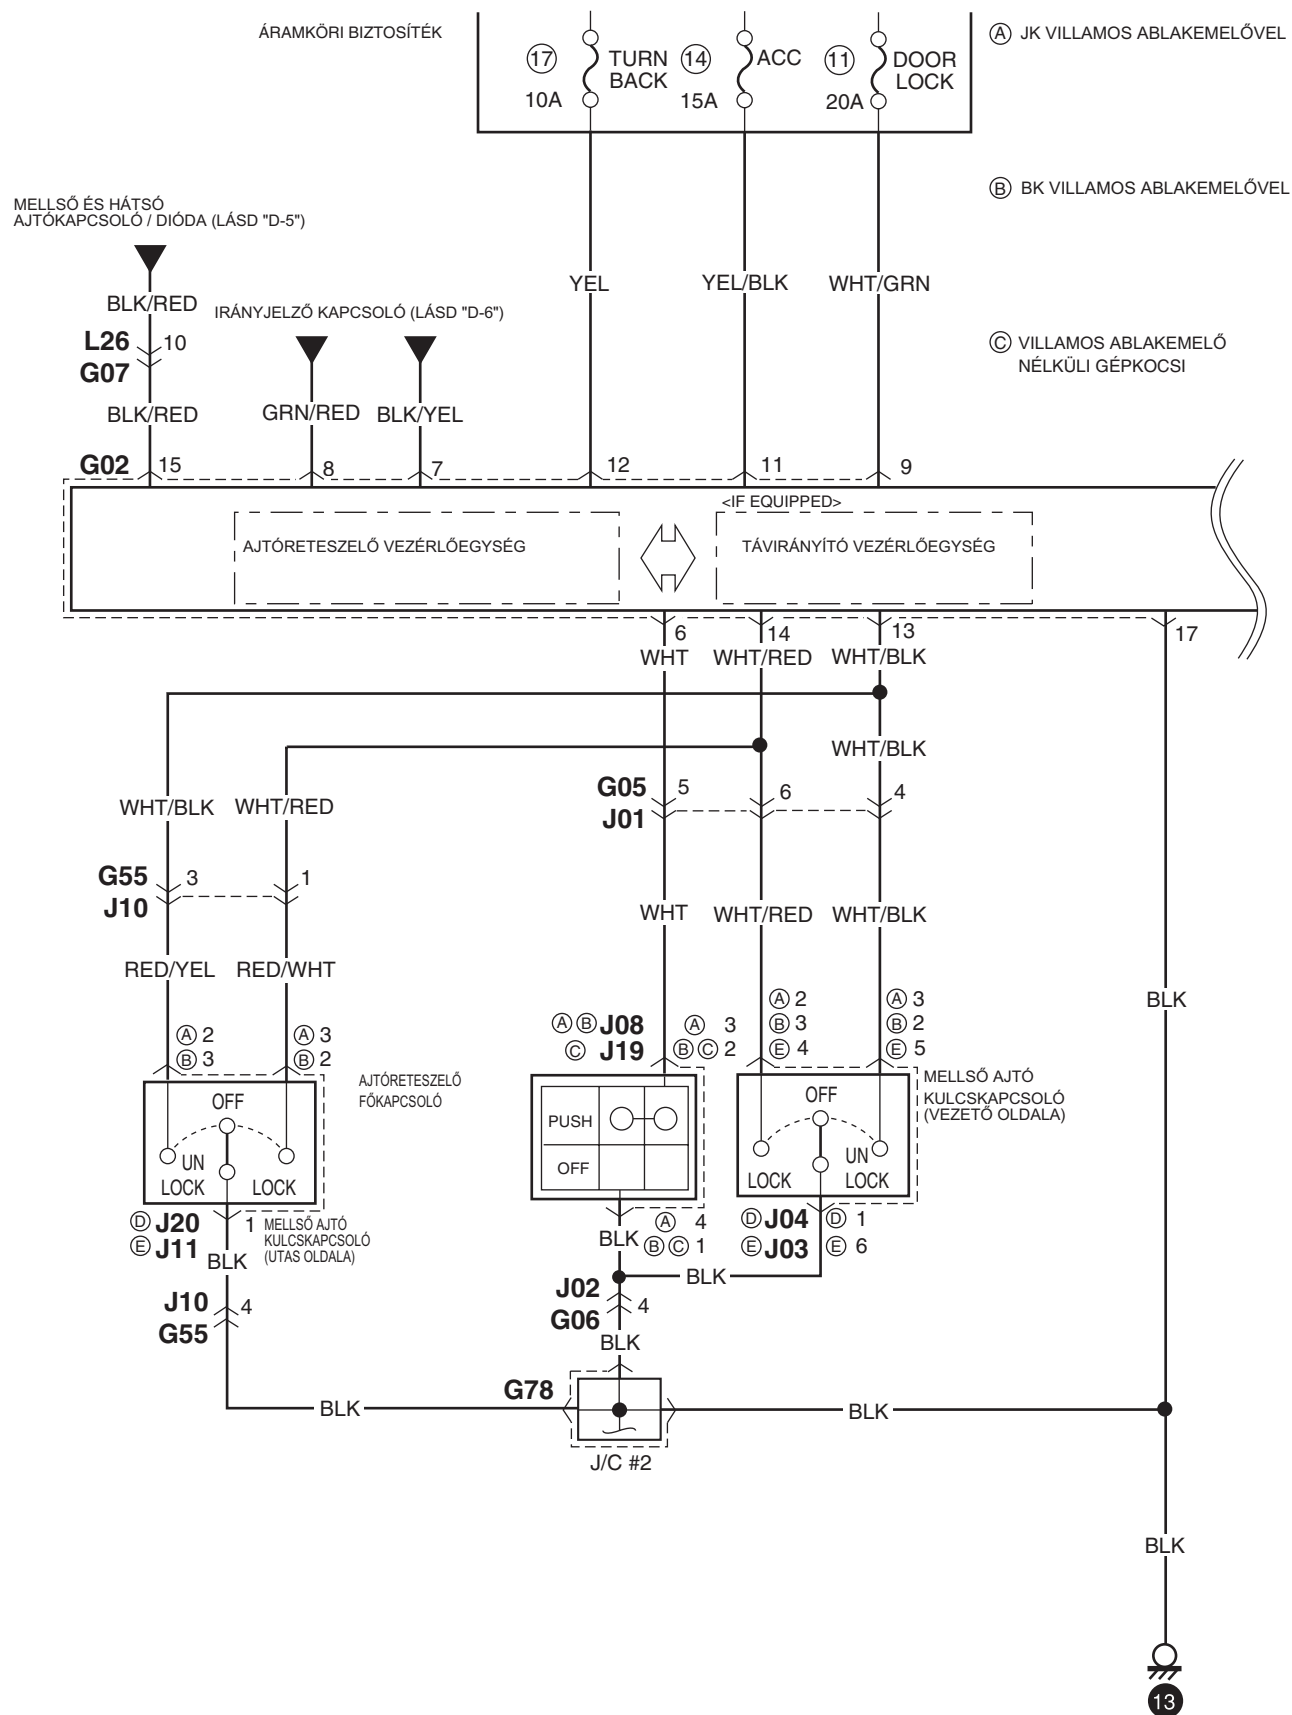 ÁRAMKÖRI BIZTOSÍTÉK
17 TURN BACK 10A
14 ACC 15A
11 DOOR LOCK 20A
A JK VILLAMOS ABLAKEMELŐVEL
B BK VILLAMOS ABLAKEMELŐVEL
C VILLAMOS ABLAKEMELŐ
NÉLKÜLI GÉPKOCSI
MELLSŐ ÉS HÁTSÓ
AJTÓKAPCSOLÓ / DIÓDA (LÁSD "D-5")
YEL YEL/BLK WHT/GRN
BLK/RED
IRÁNYJELZŐ KAPCSOLÓ (LÁSD "D-6")
L26 10
G07
BLK/RED GRN/RED BLK/YEL
G02 15 8 7 12 11 9
<IF EQUIPPED>
AJTÓRETESZELŐ VEZÉRLŐEGYSÉG
TÁVIRÁNYÍTÓ VEZÉRLŐEGYSÉG
6 14 13 17
WHT WHT/RED WHT/BLK
WHT/BLK
G05 5 6 4
J01
WHT/BLK WHT/RED
G55 3 1
J10
WHT WHT/RED WHT/BLK
RED/YEL RED/WHT
BLK
A 2 A 3
B 3 B 2
A B J08 A 3
C J19 B C 2
A 2 A 3
B 3 B 2
E 4 E 5
AJTÓRETESZELŐ
FŐKAPCSOLÓ
MELLSŐ AJTÓ
KULCSKAPCSOLÓ
(VEZETŐ OLDALA)
OFF
UN
LOCK LOCK
PUSH
OFF
OFF
UN
LOCK LOCK
D J20 1
E J11
MELLSŐ AJTÓ
KULCSKAPCSOLÓ
(UTAS OLDALA)
BLK
A 4
B C 1
BLK
D J04 D 1
E J03 E 6
BLK
J10 4
G55
J02
G06 4
BLK
G78
BLK BLK
J/C #2
BLK
13